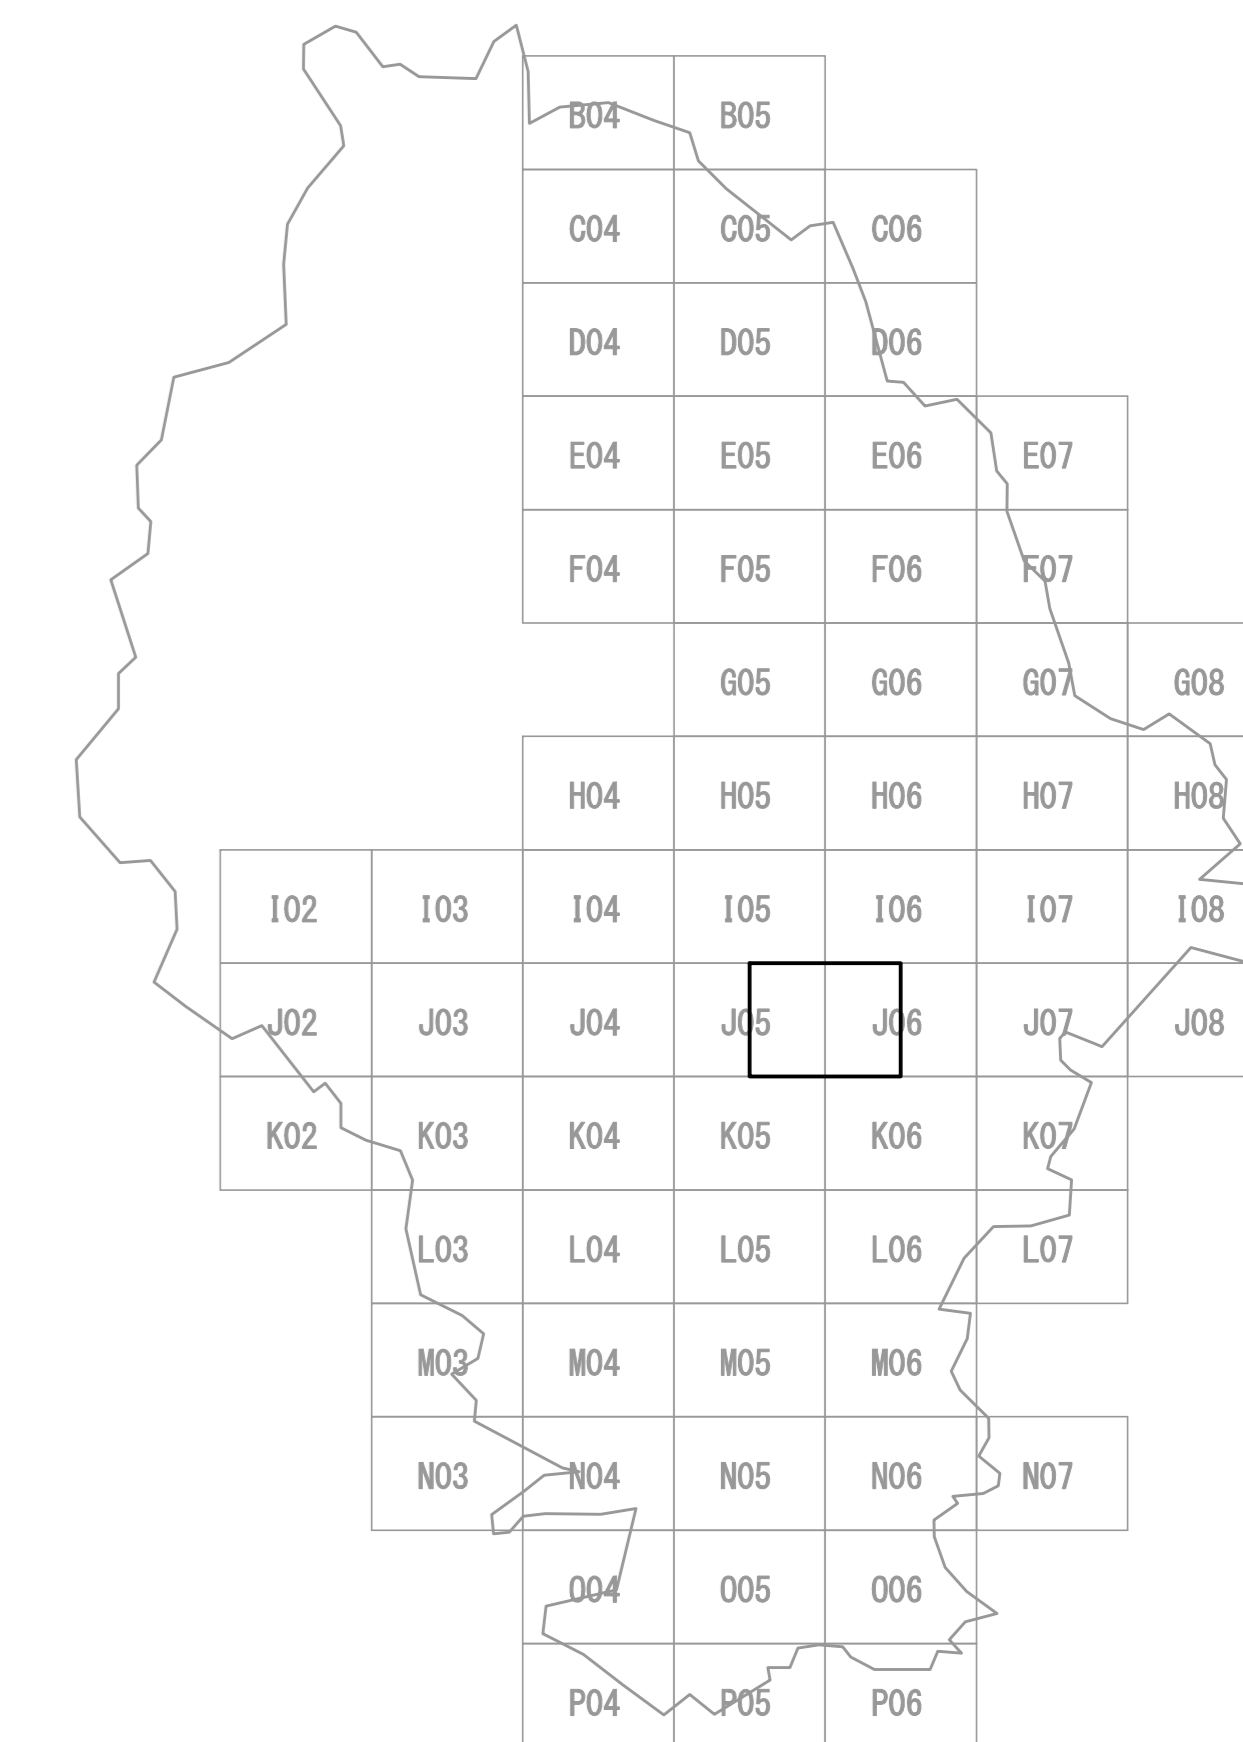 B04 B05
C04 C05 C06
D04 D05 D06
E04 E05 E06 E07
F04 F05 F06 F07
G05 G06 G07 G08
H04 H05 H06 H07 H08
I02 I03 I04 I05 I06 I07 I08
J02 J03 J04 J05 J06 J07 J08
K02 K03 K04 K05 K06 K07
L03 L04 L05 L06 L07
M03 M04 M05 M06
N03 N04 N05 N06 N07
O04 O05 O06
P04 P05 P06